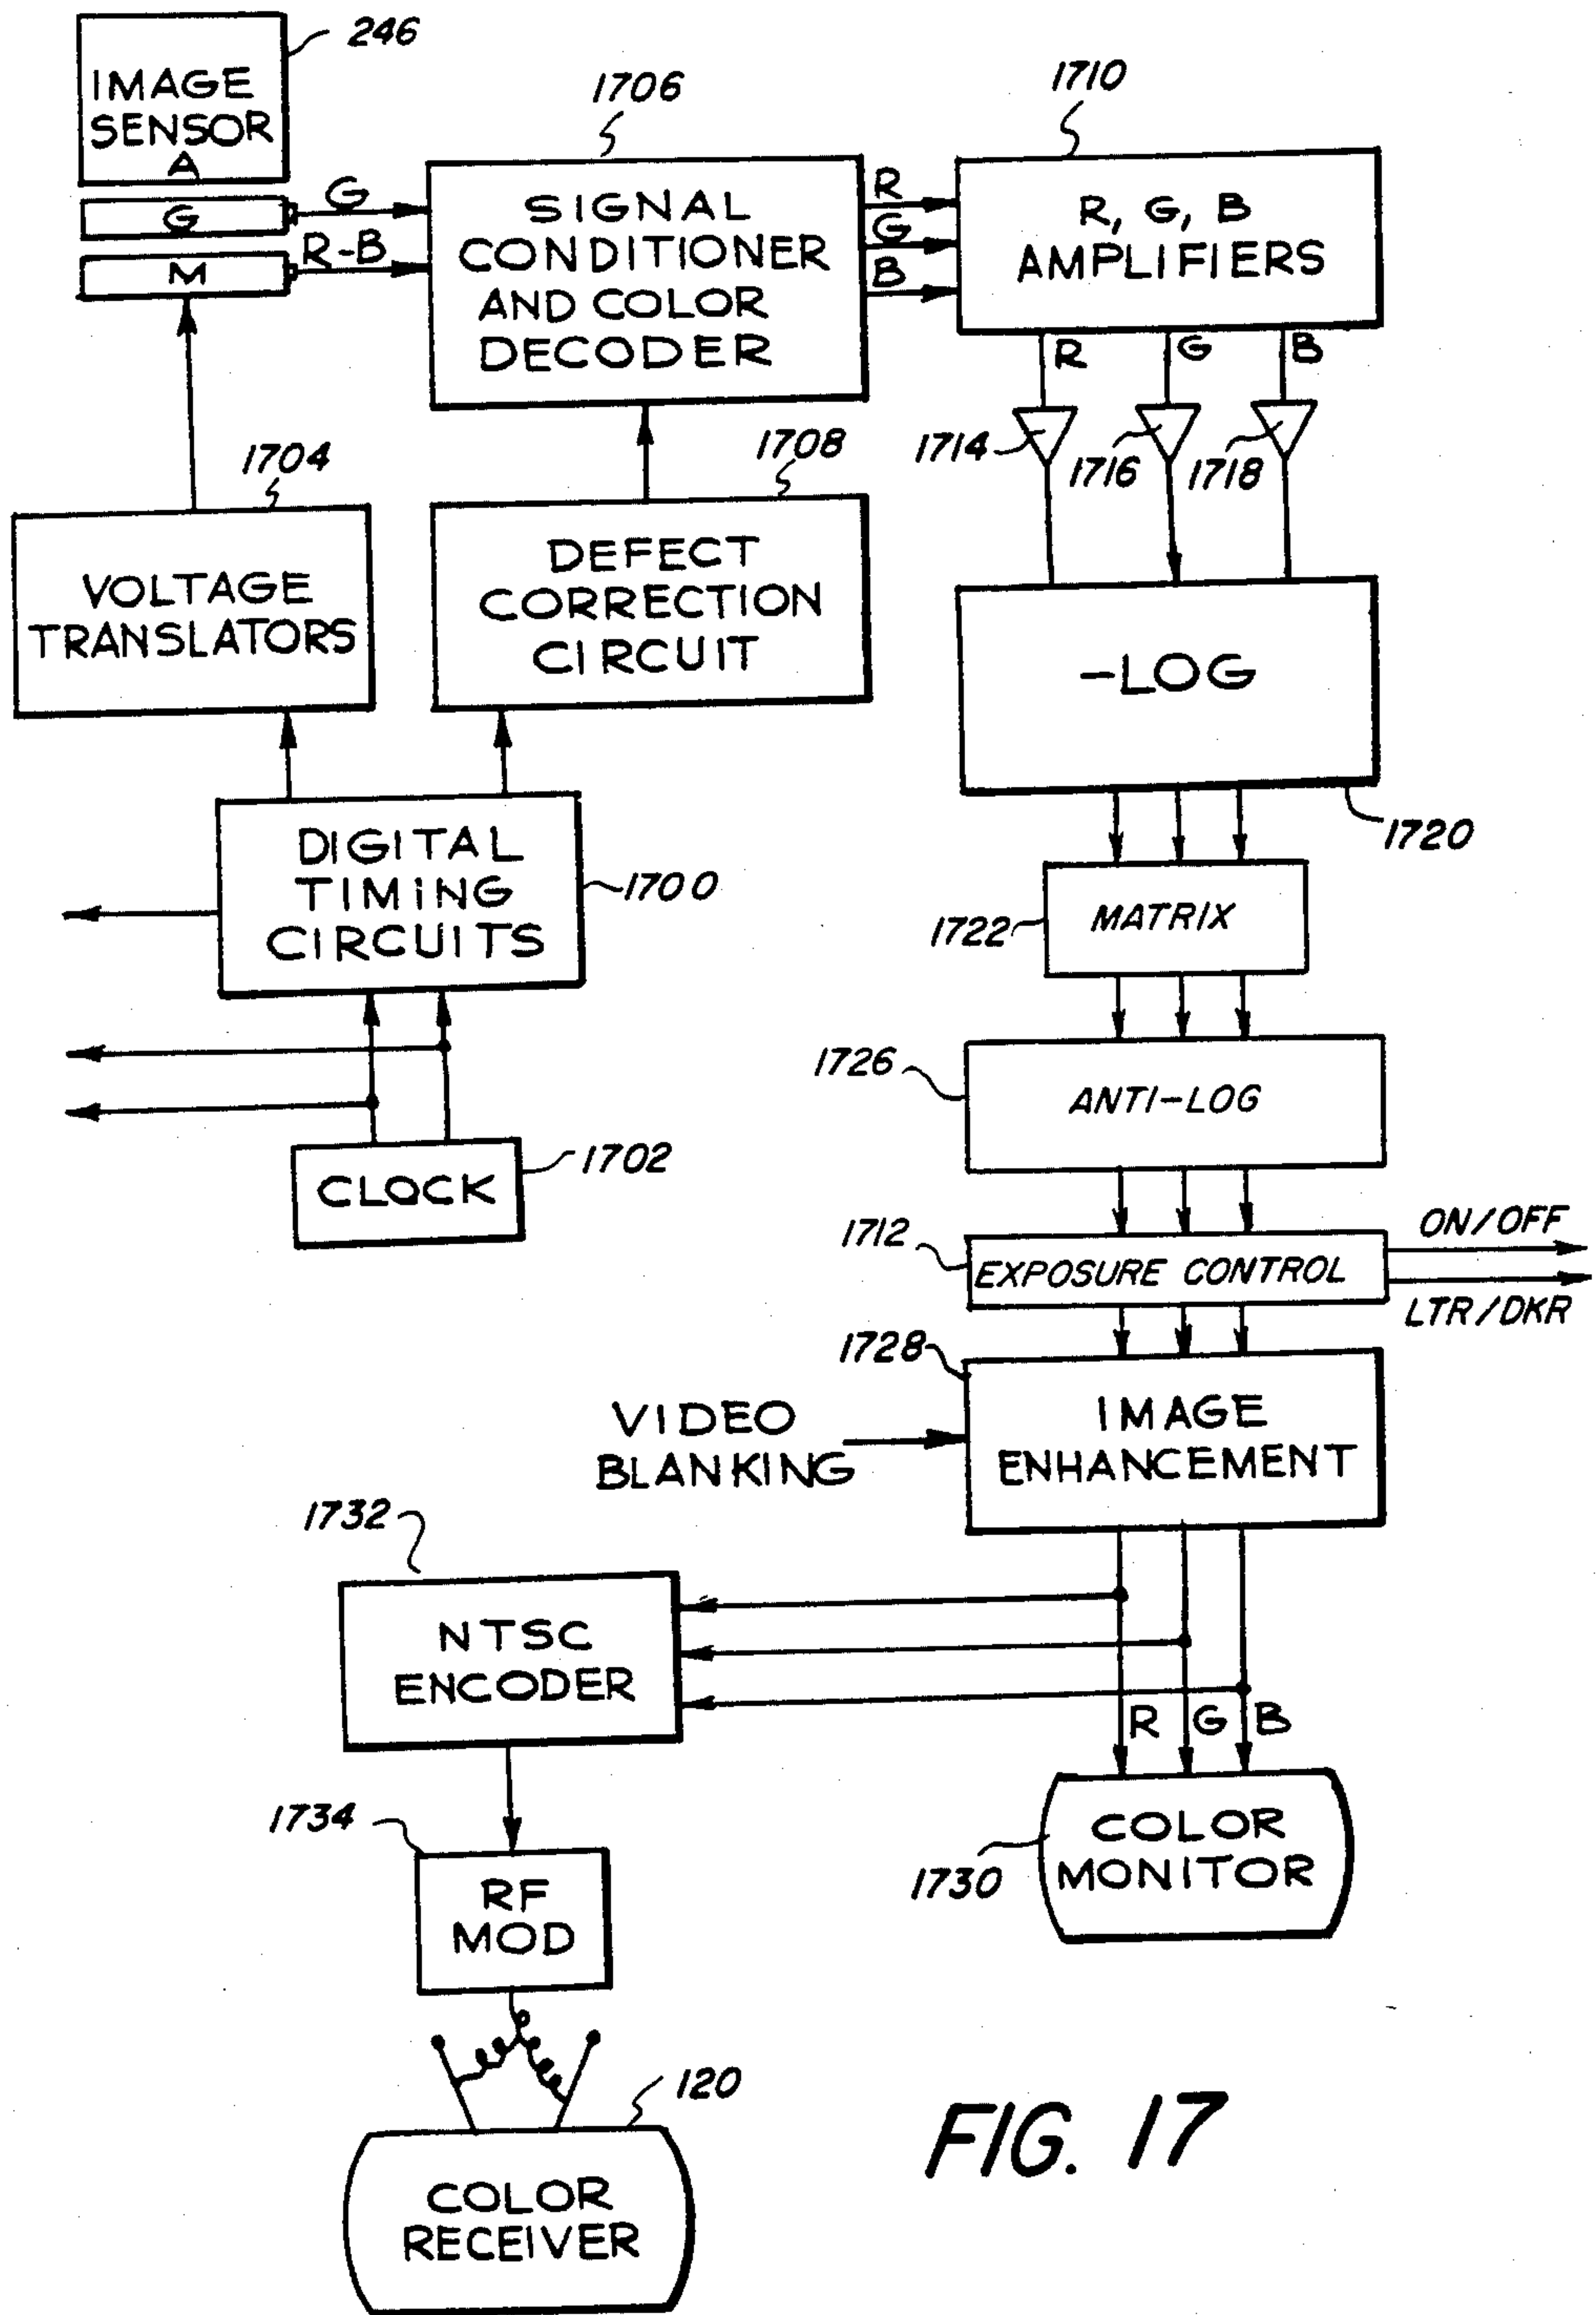 246
IMAGE
SENSOR
A
G
M
G
R-B
1706
SIGNAL
CONDITIONER
AND COLOR
DECODER
R
G
B
1710
R, G, B
AMPLIFIERS
R
G
B
1714
1716
1718
1704
VOLTAGE
TRANSLATORS
1708
DEFECT
CORRECTION
CIRCUIT
-LOG
1720
DIGITAL
TIMING
CIRCUITS
1700
1722
MATRIX
1726
ANTI-LOG
CLOCK
1702
1712
EXPOSURE CONTROL
ON/OFF
LTR/DKR
1728
IMAGE
ENHANCEMENT
VIDEO
BLANKING
1732
NTSC
ENCODER
R
G
B
1734
RF
MOD
1730
COLOR
MONITOR
120
COLOR
RECEIVER
FIG. 17